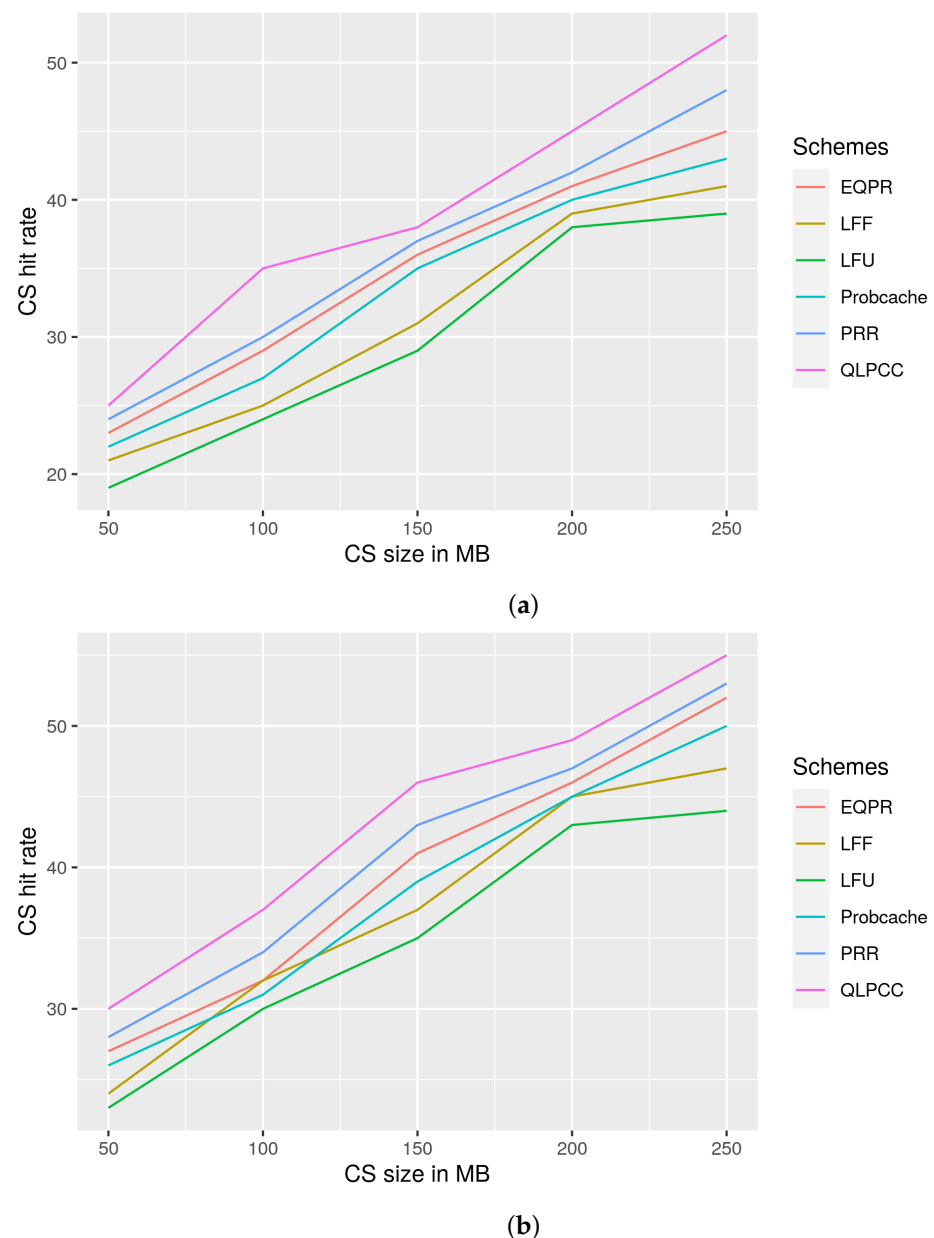 50
40
30
20
CS hit rate
50 100 150 200 250
CS size in MB
Schemes
EQPR
LFF
LFU
Probcache
PRR
QLPCC
(a)
50
40
30
CS hit rate
50 100 150 200 250
CS size in MB
Schemes
EQPR
LFF
LFU
Probcache
PRR
QLPCC
(b)